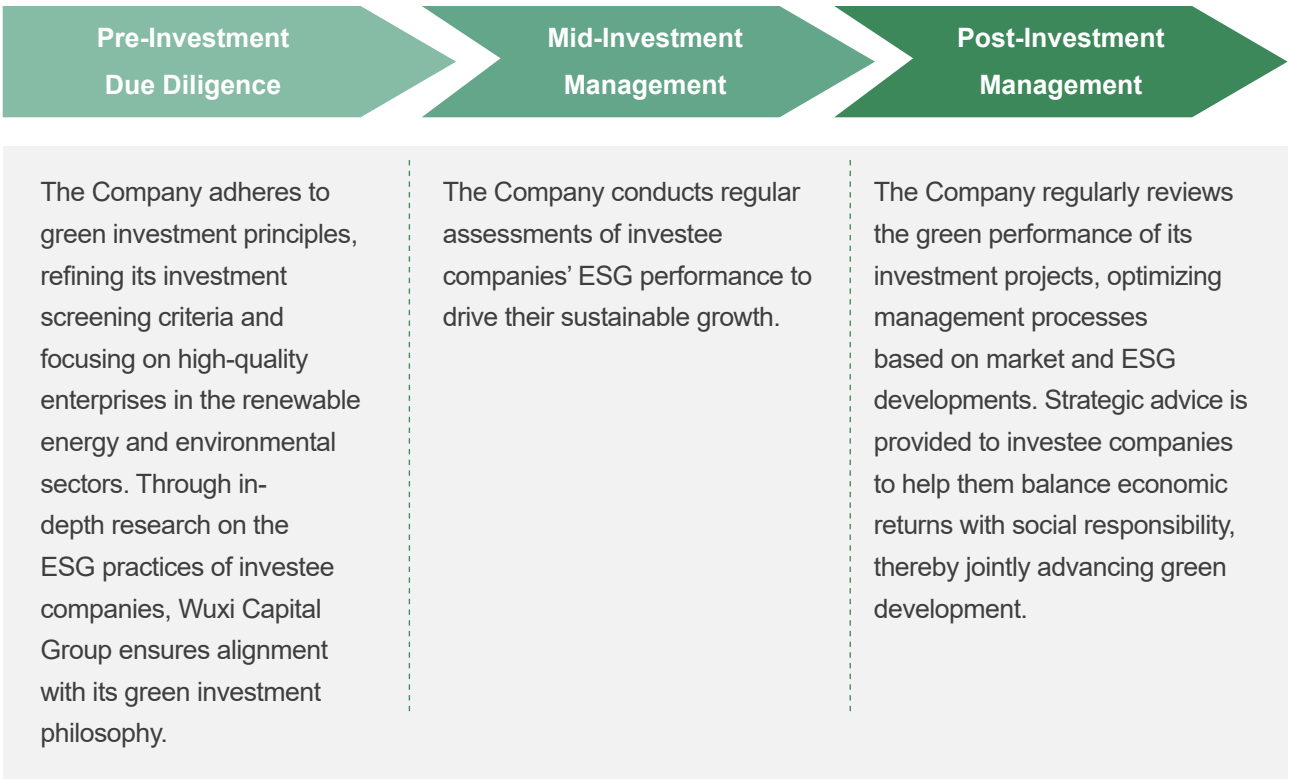 Pre-Investment
Due Diligence
Mid-Investment
Management
Post-Investment
Management
The Company adheres to
green investment principles,
refining its investment
screening criteria and
focusing on high-quality
enterprises in the renewable
energy and environmental
sectors. Through in-
depth research on the
ESG practices of investee
companies, Wuxi Capital
Group ensures alignment
with its green investment
philosophy.
The Company conducts regular
assessments of investee
companies’ ESG performance to
drive their sustainable growth.
The Company regularly reviews
the green performance of its
investment projects, optimizing
management processes
based on market and ESG
developments. Strategic advice is
provided to investee companies
to help them balance economic
returns with social responsibility,
thereby jointly advancing green
development.